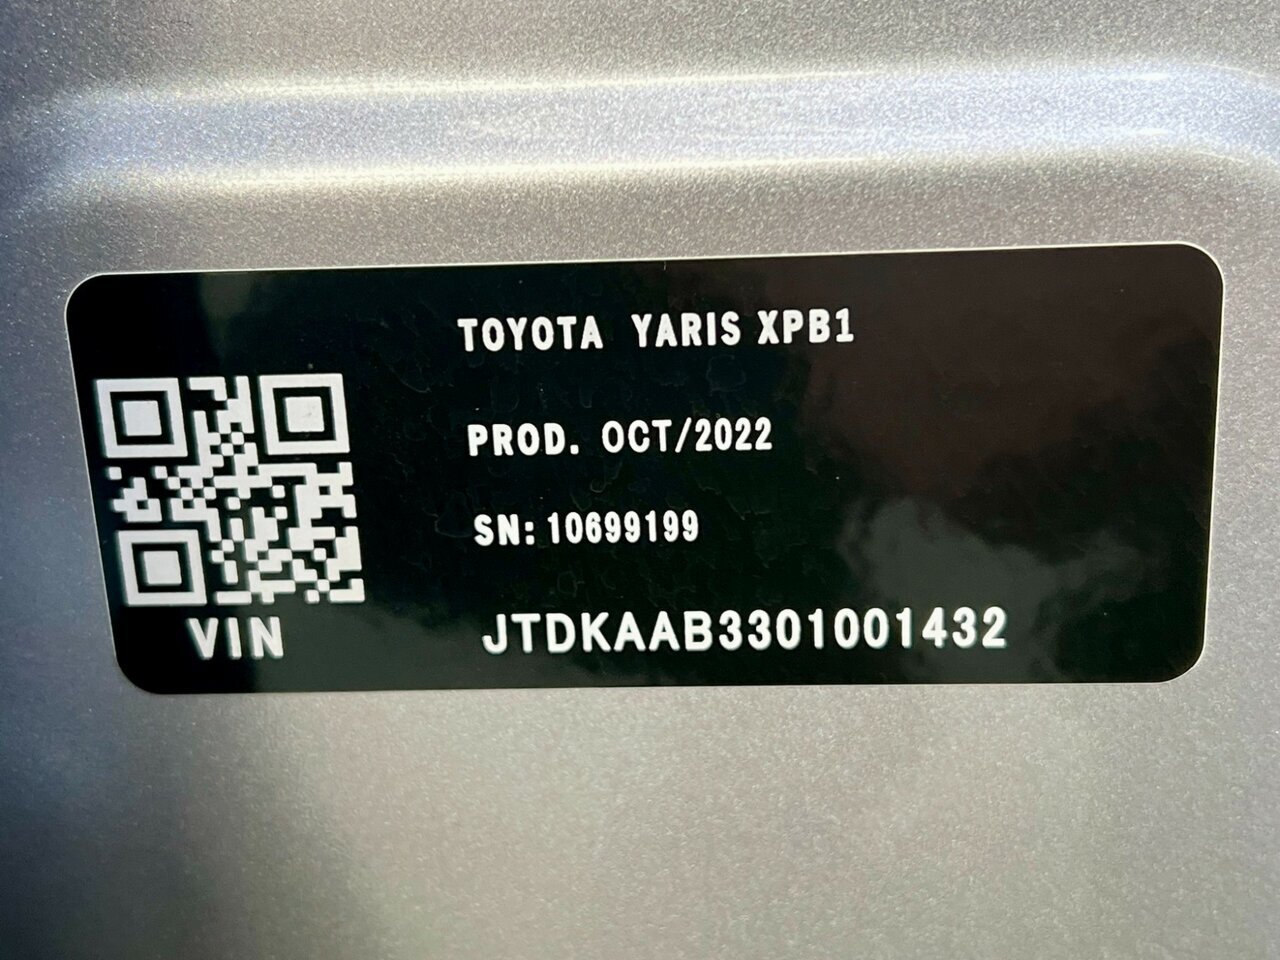 TOYOTA YARIS XPB1
PROD. OCT/2022
SN: 10699199
VIN
JTDKAAB3301001432